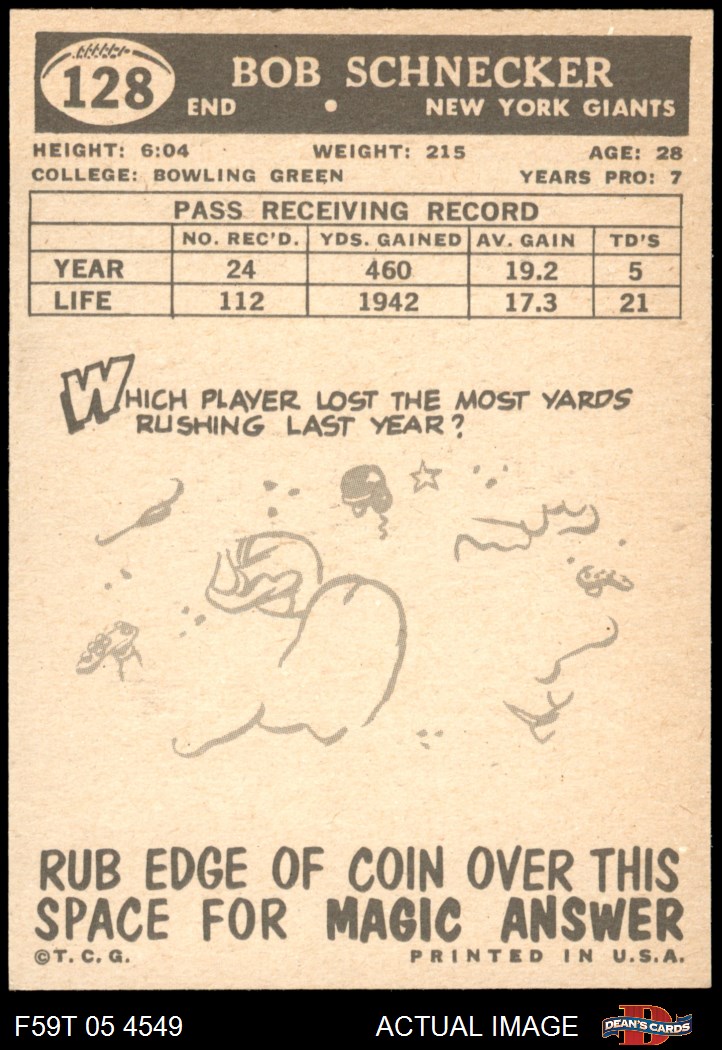 128
BOB SCHNECKER
END • NEW YORK GIANTS
HEIGHT: 6:04 WEIGHT: 215 AGE: 28
COLLEGE: BOWLING GREEN YEARS PRO: 7
PASS RECEIVING RECORD
NO. REC'D. YDS. GAINED AV. GAIN TD'S
YEAR 24 460 19.2 5
LIFE 112 1942 17.3 21
WHICH PLAYER LOST THE MOST YARDS
RUSHING LAST YEAR?
RUB EDGE OF COIN OVER THIS
SPACE FOR MAGIC ANSWER
©T. C. G. PRINTED IN U.S.A.
F59T 05 4549 ACTUAL IMAGE D DEAN'S CARDS